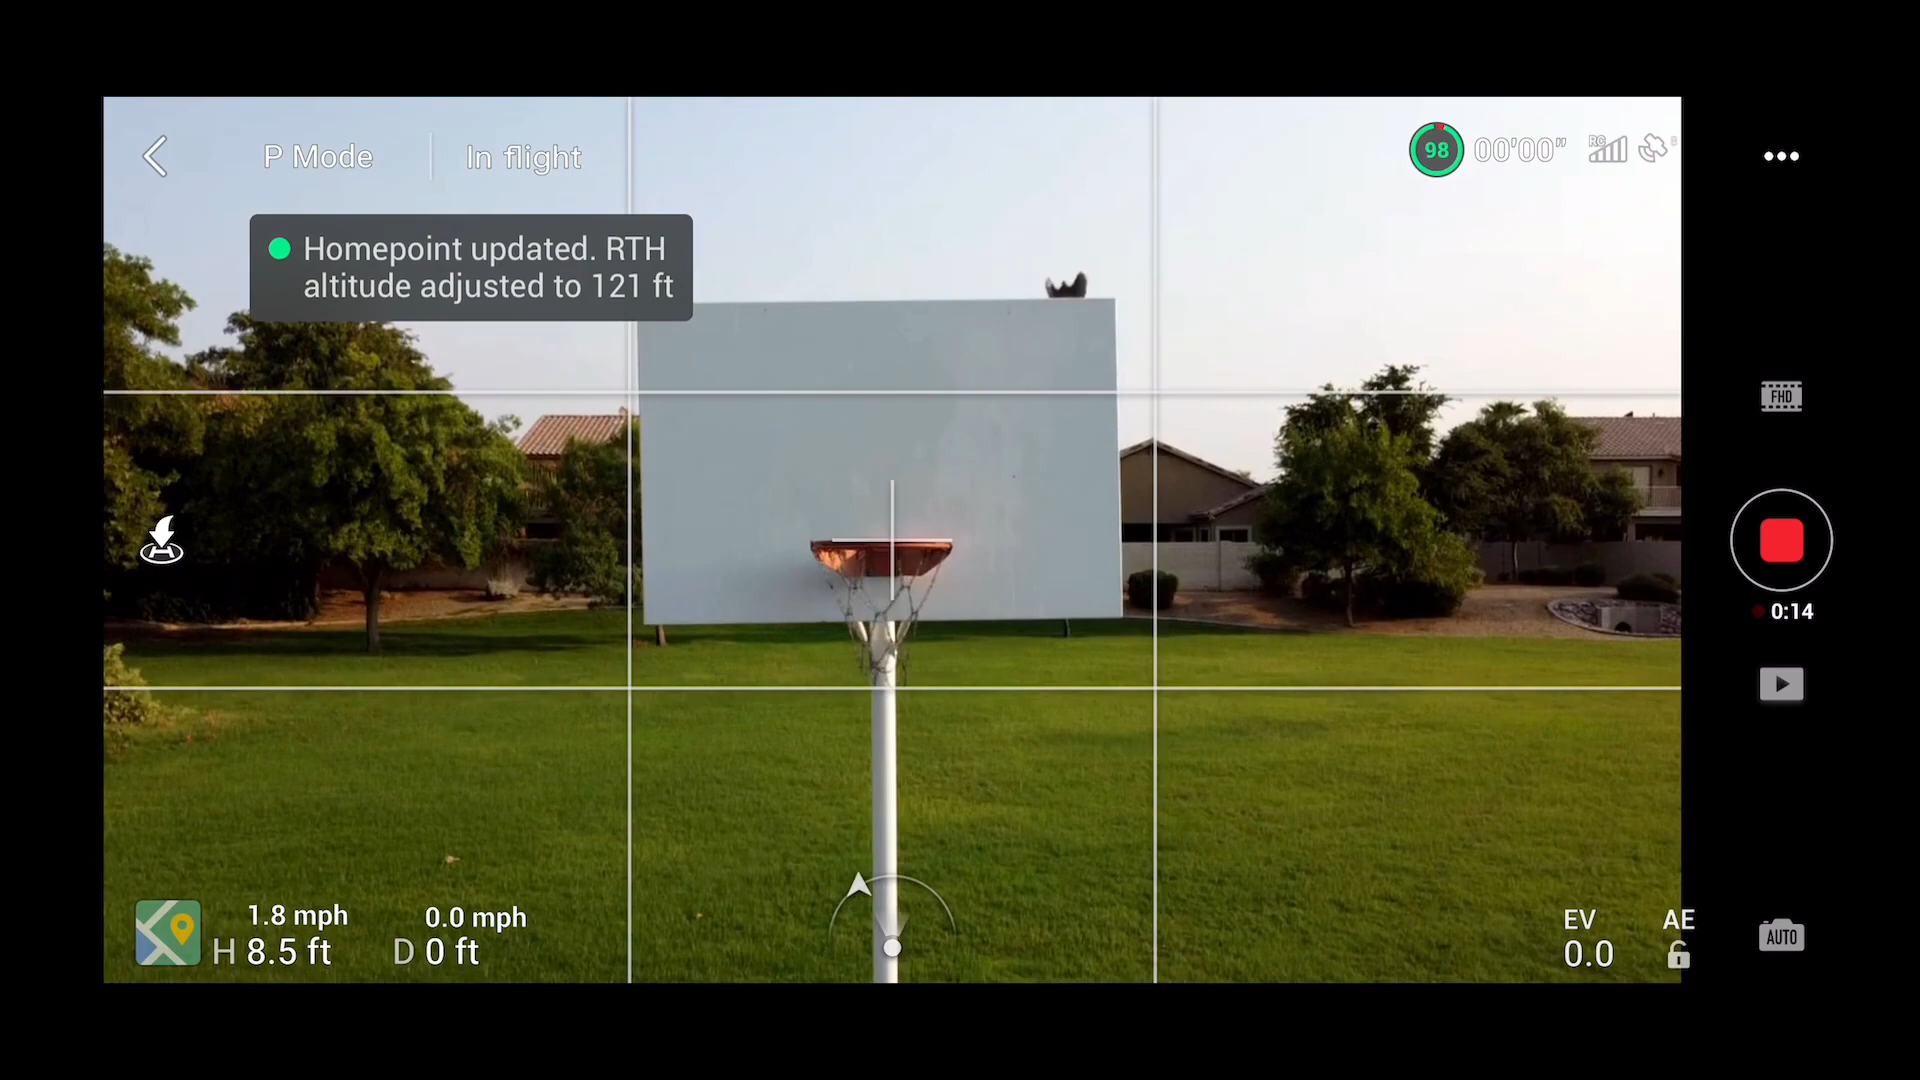 P Mode
In flight
98
00'00"
RC
Homepoint updated. RTH
altitude adjusted to 121 ft
FHD
0:14
1.8 mph
0.0 mph
H 8.5 ft
D 0 ft
EV
AE
0.0
AUTO